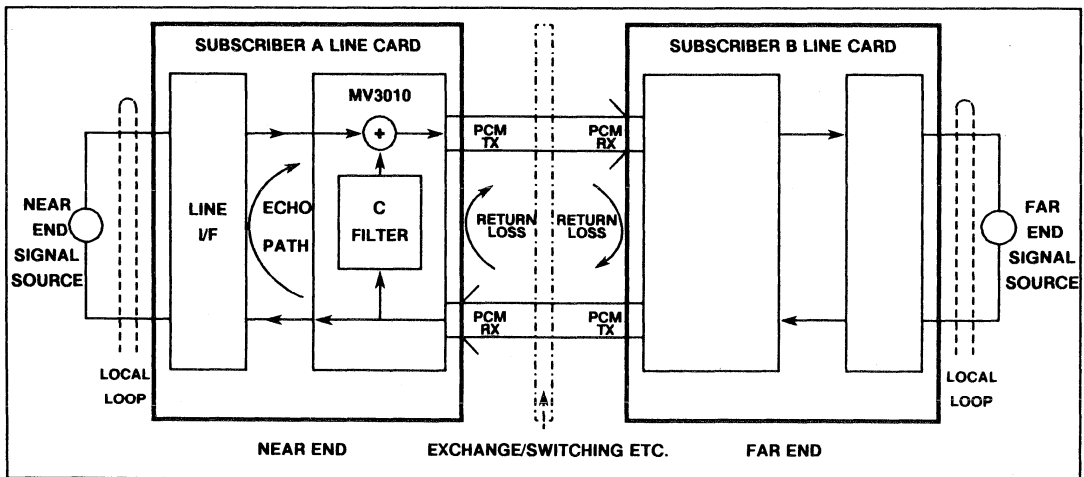 SUBSCRIBER A LINE CARD
SUBSCRIBER B LINE CARD
MV3010
+
PCM
TX
PCM
RX
NEAR
END
SIGNAL
SOURCE
LINE
I/F
ECHO
PATH
C
FILTER
RETURN
LOSS
RETURN
LOSS
FAR
END
SIGNAL
SOURCE
PCM
RX
PCM
TX
LOCAL
LOOP
LOCAL
LOOP
NEAR END
EXCHANGE/SWITCHING ETC.
FAR END